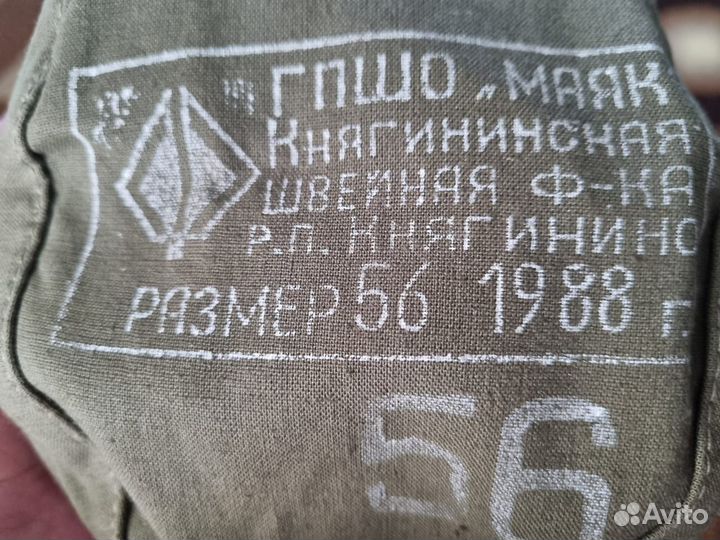 ГПШО „МАЯК
КНЯГИНИНСКАЯ
ШВЕЙНАЯ Ф-КА
Р.П. КНЯГИНИНО
РАЗМЕР 56 1988 г.
56
Avito